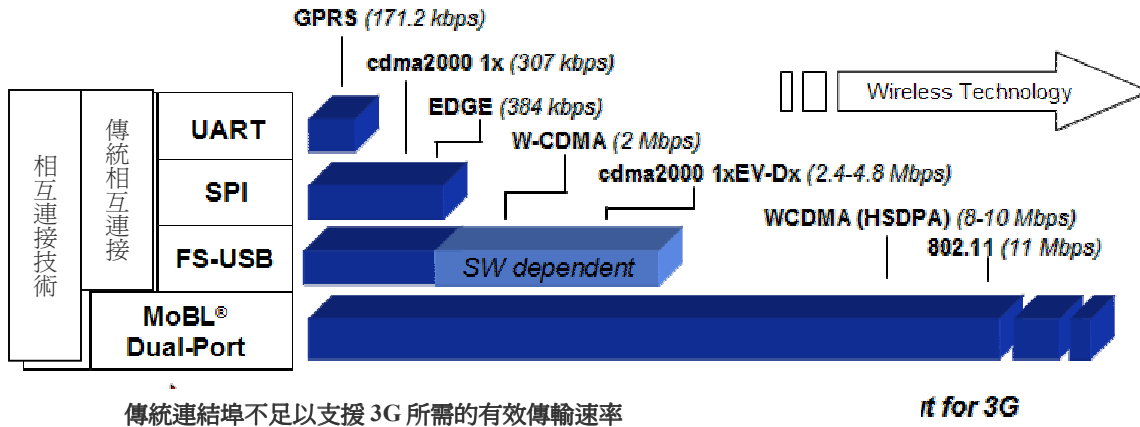 GPRS (171.2 kbps)
cdma2000 1x (307 kbps)
EDGE (384 kbps)
W-CDMA (2 Mbps)
cdma2000 1xEV-Dx (2.4-4.8 Mbps)
WCDMA (HSDPA) (8-10 Mbps)
802.11 (11 Mbps)
Wireless Technology
相互連接技術
傳統相互連接
UART
SPI
FS-USB
SW dependent
MoBL®
Dual-Port
傳統連結埠不足以支援 3G 所需的有效傳輸速率
for 3G